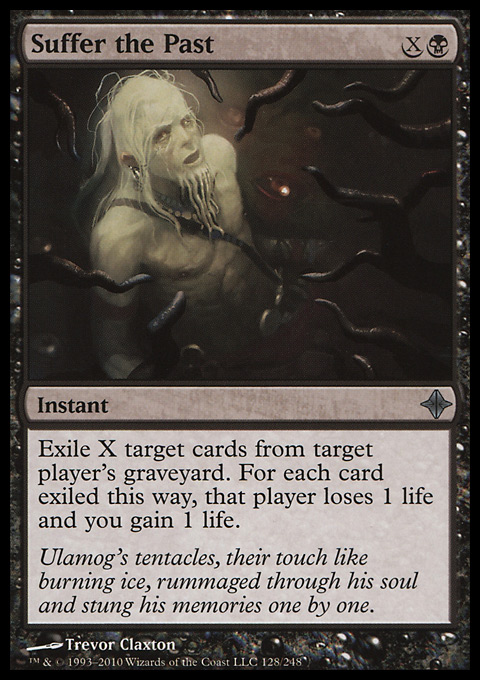 Suffer the Past X
Instant
Exile X target cards from target
player's graveyard. For each card
exiled this way, that player loses 1 life
and you gain 1 life.
Ulamog's tentacles, their touch like
burning ice, rummaged through his soul
and stung his memories one by one.
Trevor Claxton
™ & © 1993–2010 Wizards of the Coast LLC 128/248